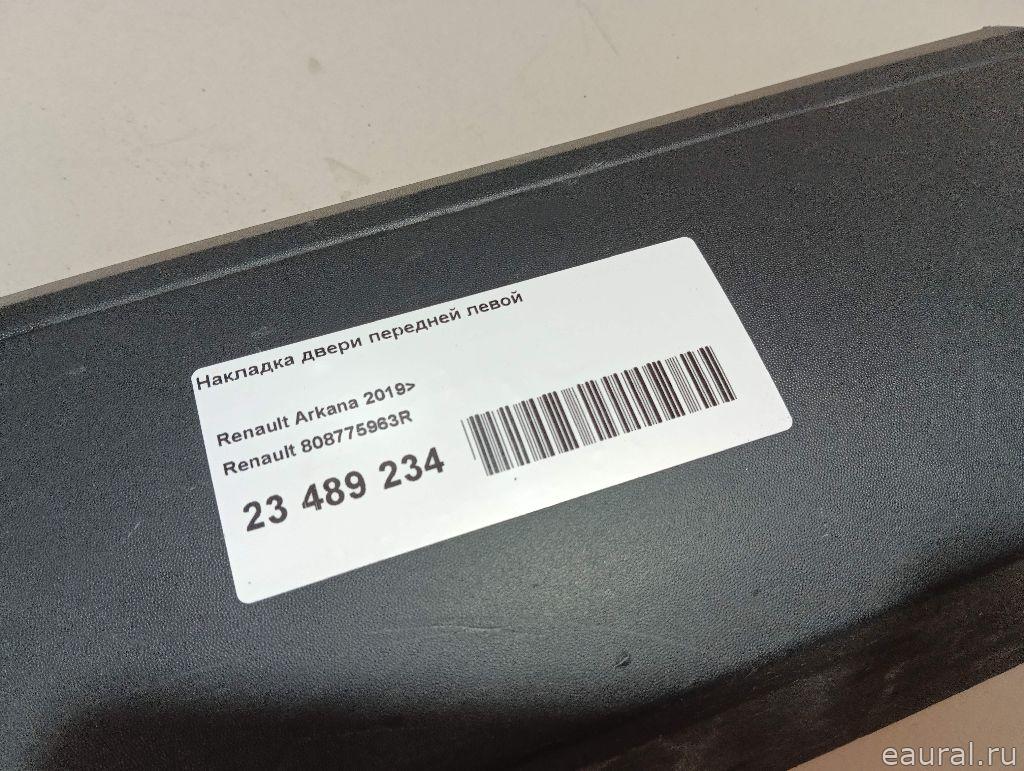 Накладка двери передней левой
Renault Arkana 2019>
Renault 808775963R
23 489 234
eaural.ru